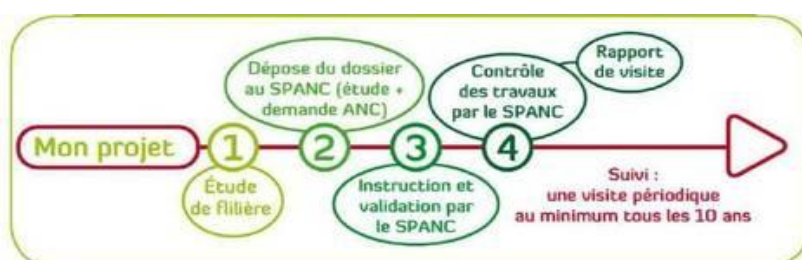 Mon projet
1
Étude
de fliière
2
Dépose du dossier
au SPANC (étude +
demande ANC)
3
Instruction et
validation par
le SPANC
4
Contrôle
des travaux
par le SPANC
Rapport
de visite
Suivi :
une visite périodique
au minimum tous les 10 ans